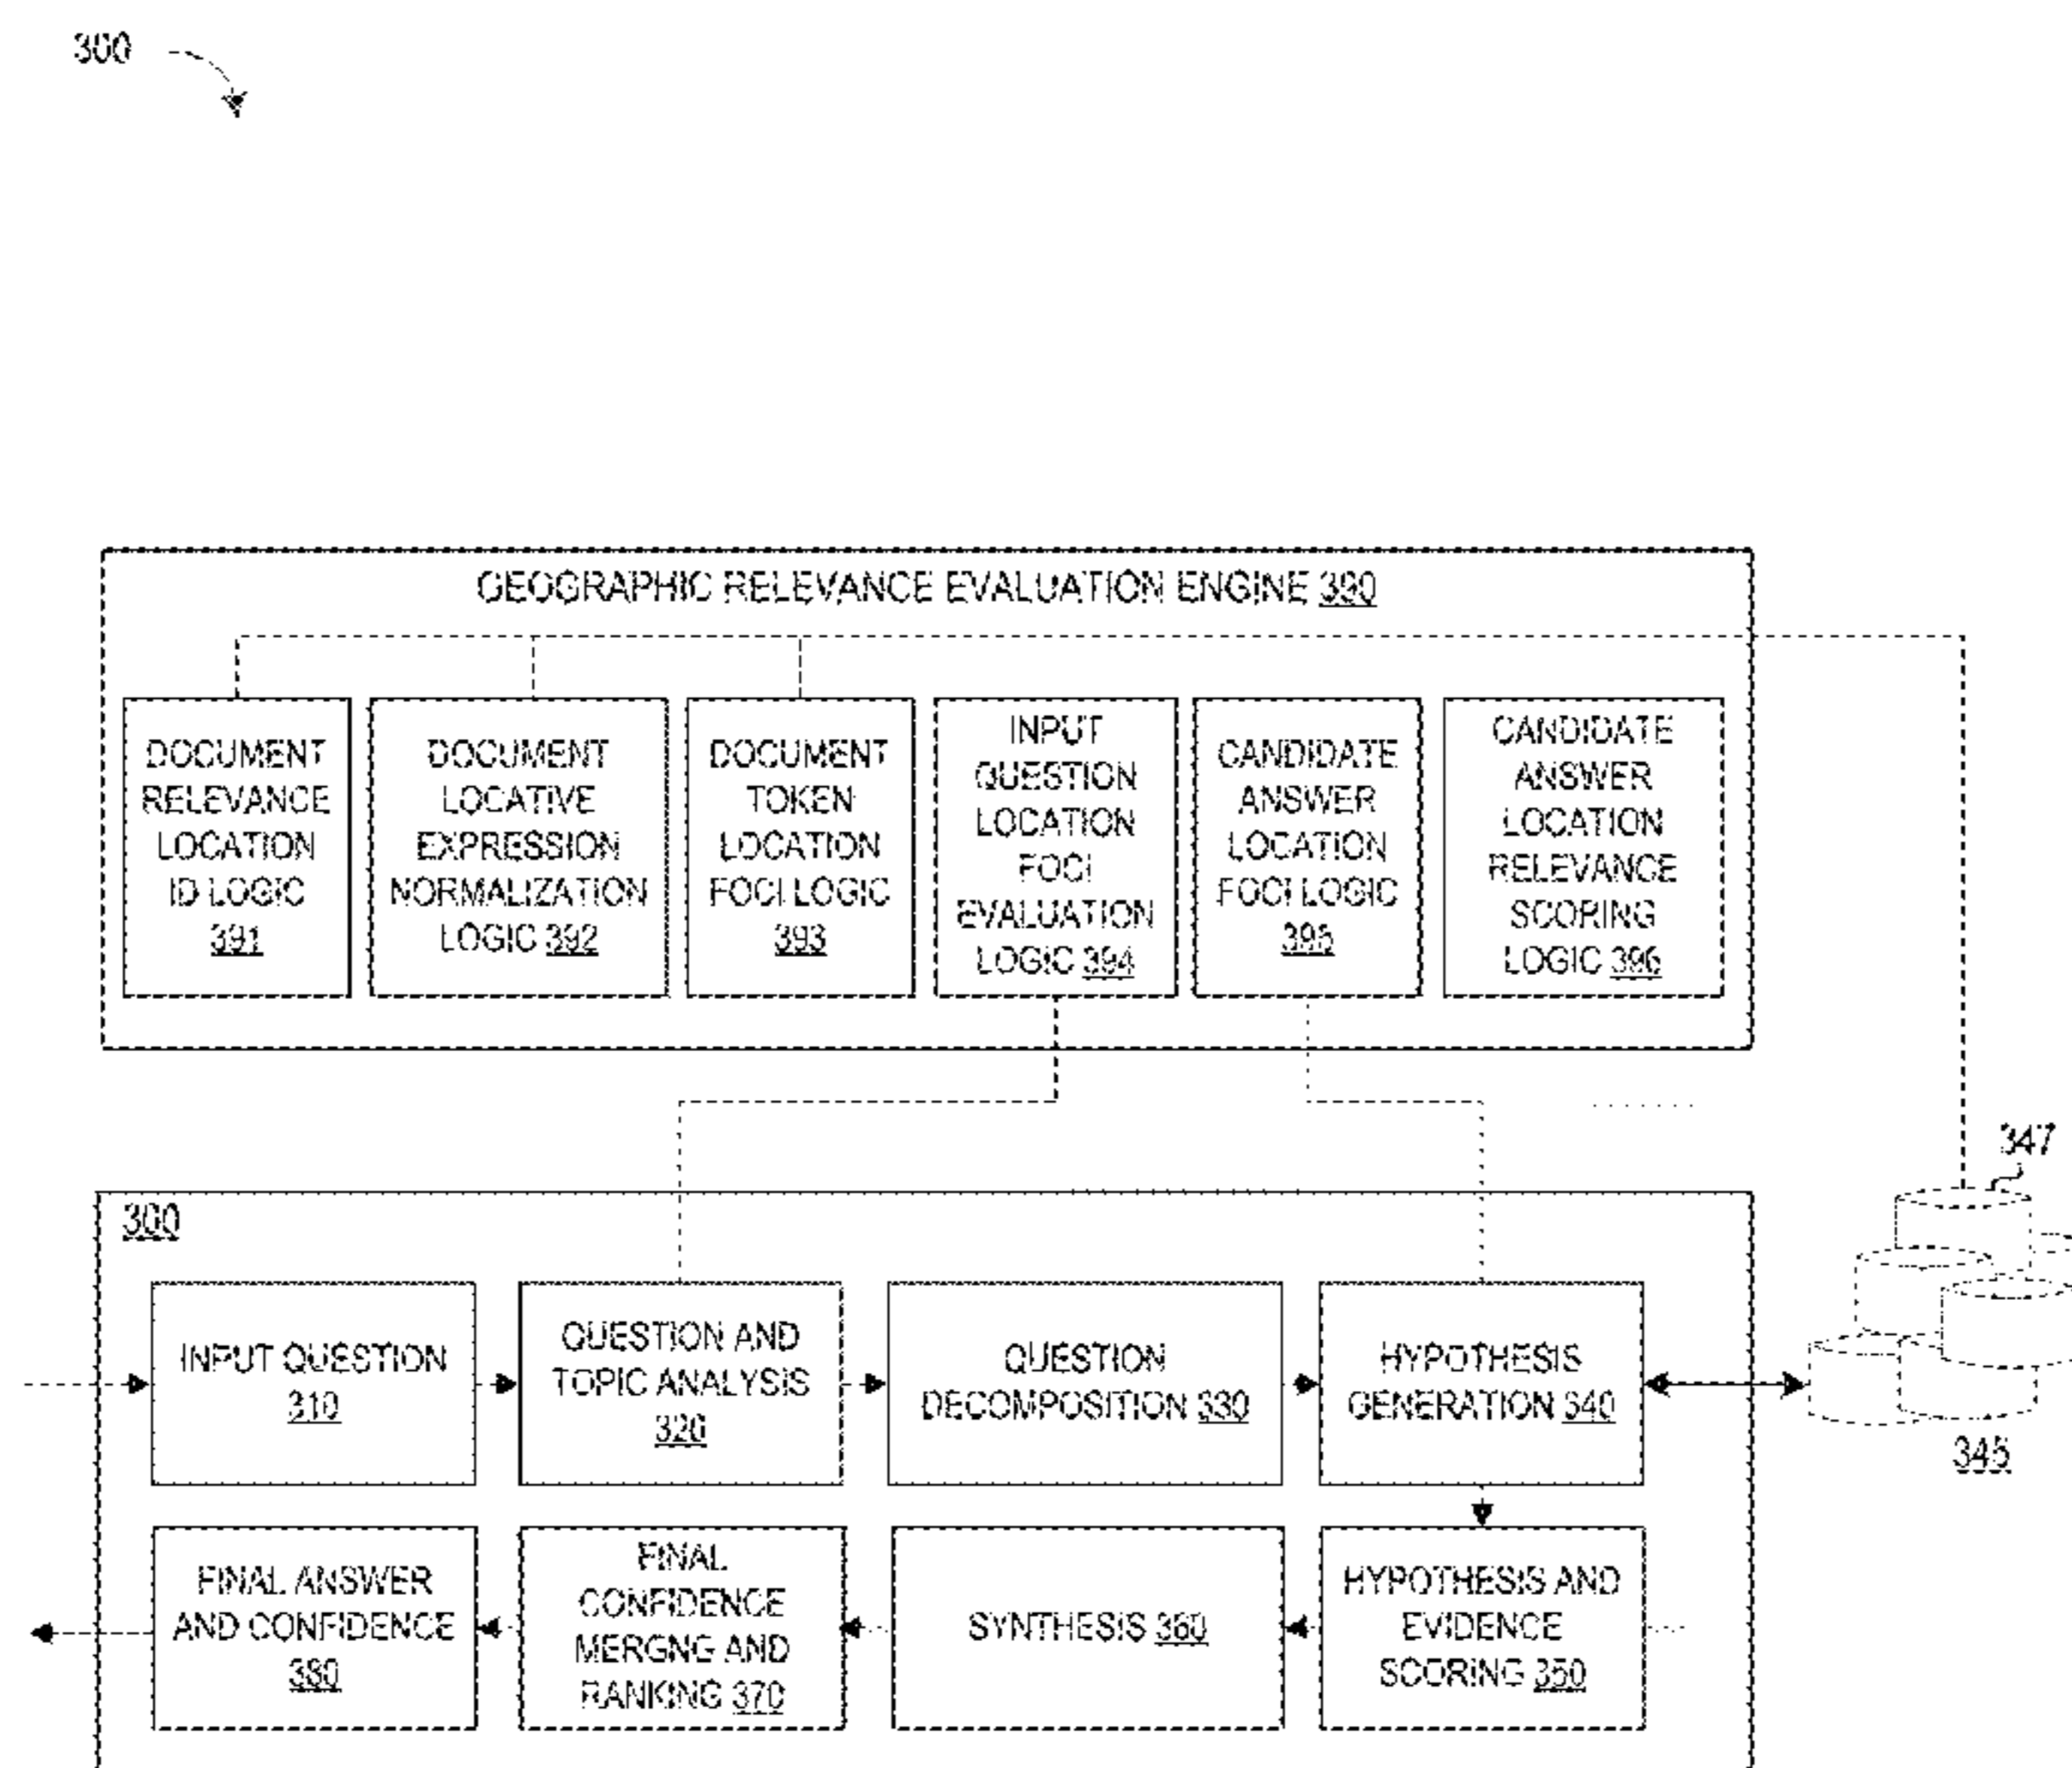 300
GEOGRAPHIC RELEVANCE EVALUATION ENGINE 390
DOCUMENT
RELEVANCE
LOCATION
ID LOGIC
391
DOCUMENT
LOCATIVE
EXPRESSION
NORMALIZATION
LOGIC 392
DOCUMENT
TOKEN
LOCATION
FOCI LOGIC
393
INPUT
QUESTION
LOCATION
FOCI
EVALUATION
LOGIC 394
CANDIDATE
ANSWER
LOCATION
FOCI LOGIC
395
CANDIDATE
ANSWER
LOCATION
RELEVANCE
SCORING
LOGIC 396
347
300
INPUT QUESTION
310
QUESTION AND
TOPIC ANALYSIS
320
QUESTION
DECOMPOSITION 330
HYPOTHESIS
GENERATION 340
345
FINAL ANSWER
AND CONFIDENCE
380
FINAL
CONFIDENCE
MERGNG AND
RANKING 370
SYNTHESIS 360
HYPOTHESIS AND
EVIDENCE
SCORING 350